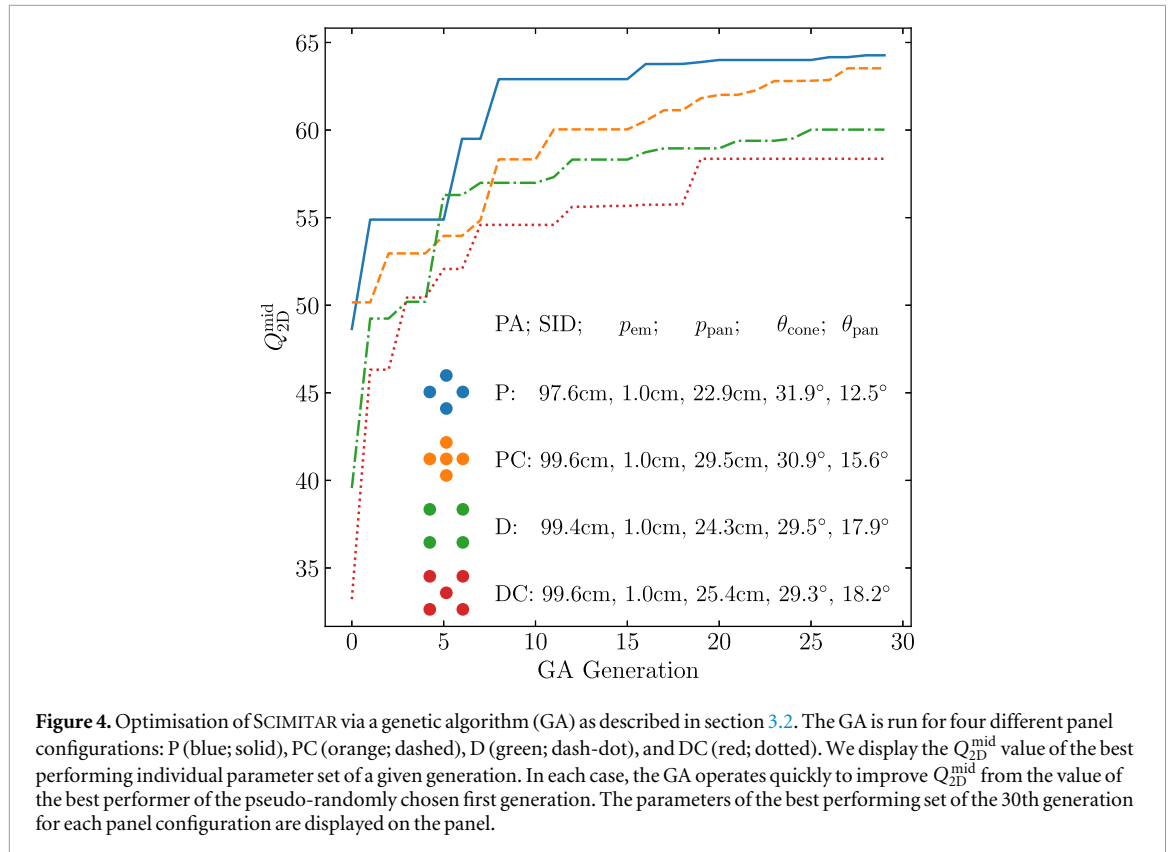 65
60
55
50
45
40
35
Q_2D^mid
PA; SID; p_em; p_pan; θ_cone; θ_pan
P: 97.6cm, 1.0cm, 22.9cm, 31.9°, 12.5°
PC: 99.6cm, 1.0cm, 29.5cm, 30.9°, 15.6°
D: 99.4cm, 1.0cm, 24.3cm, 29.5°, 17.9°
DC: 99.6cm, 1.0cm, 25.4cm, 29.3°, 18.2°
0 5 10 15 20 25 30
GA Generation
Figure 4. Optimisation of SCIMITAR via a genetic algorithm (GA) as described in section 3.2. The GA is run for four different panel
configurations: P (blue; solid), PC (orange; dashed), D (green; dash-dot), and DC (red; dotted). We display the Q_2D^mid value of the best
performing individual parameter set of a given generation. In each case, the GA operates quickly to improve Q_2D^mid from the value of
the best performer of the pseudo-randomly chosen first generation. The parameters of the best performing set of the 30th generation
for each panel configuration are displayed on the panel.